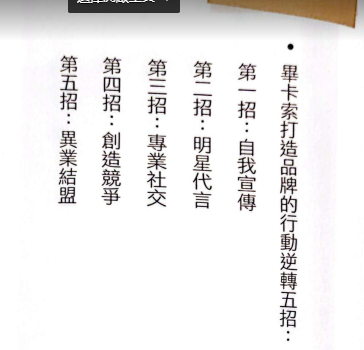 • 畢卡索打造品牌的行動逆轉五招：
第一招：自我宣傳
第二招：明星代言
第三招：專業社交
第四招：創造競爭
第五招：異業結盟